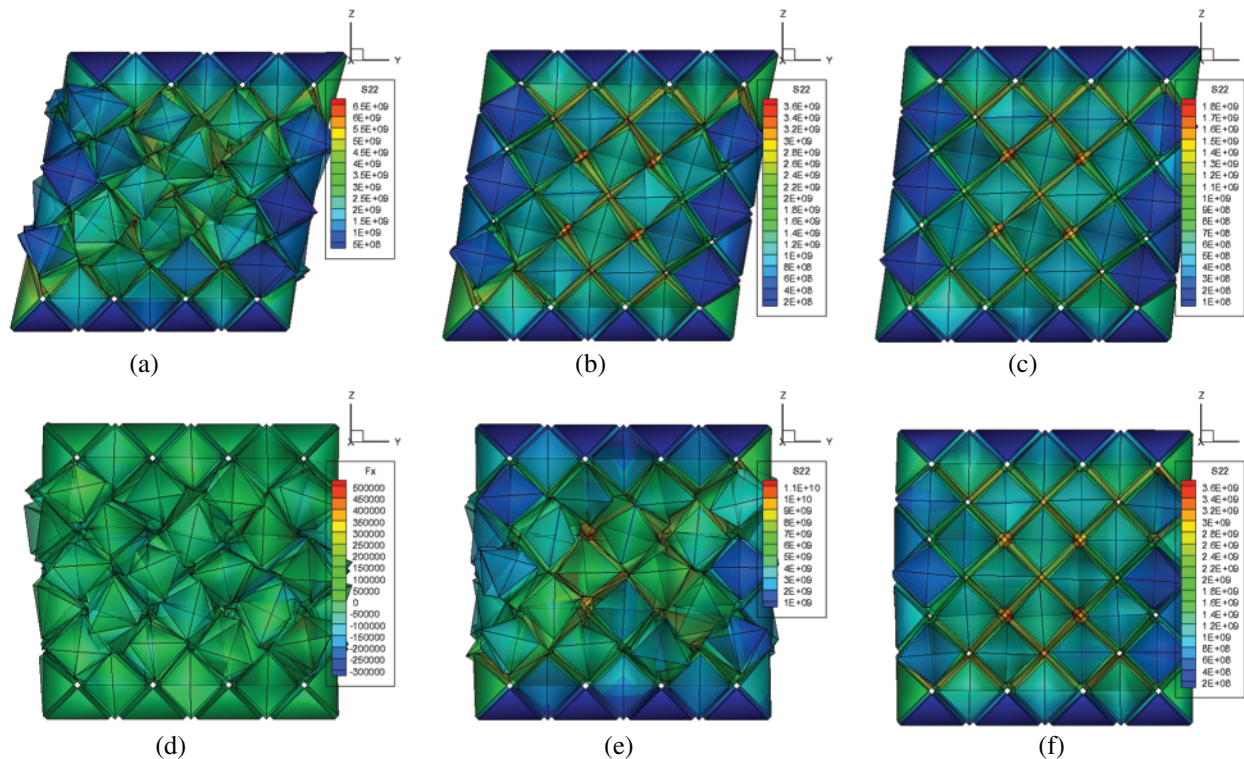 Z
Y
X
S22
6.5E+09
6E+09
5.5E+09
5E+09
4.5E+09
4E+09
3.5E+09
3E+09
2.5E+09
2E+09
1.5E+09
1E+09
5E+08
(a)
Z
Y
X
S22
3.6E+09
3.4E+09
3.2E+09
3E+09
2.8E+09
2.6E+09
2.4E+09
2.2E+09
2E+09
1.8E+09
1.6E+09
1.4E+09
1.2E+09
1E+09
8E+08
6E+08
4E+08
2E+08
(b)
Z
Y
X
S22
1.8E+09
1.7E+09
1.6E+09
1.5E+09
1.4E+09
1.3E+09
1.2E+09
1.1E+09
1E+09
9E+08
8E+08
7E+08
6E+08
5E+08
4E+08
3E+08
2E+08
1E+08
(c)
Z
Y
X
Fx
500000
450000
400000
350000
300000
250000
200000
150000
100000
50000
0
-50000
-100000
-150000
-200000
-250000
-300000
(d)
Z
Y
X
S22
1.1E+10
1E+10
9E+09
8E+09
7E+09
6E+09
5E+09
4E+09
3E+09
2E+09
1E+09
(e)
Z
Y
X
S22
3.6E+09
3.4E+09
3.2E+09
3E+09
2.8E+09
2.6E+09
2.4E+09
2.2E+09
2E+09
1.8E+09
1.6E+09
1.4E+09
1.2E+09
1E+09
8E+08
6E+08
4E+08
2E+08
(f)